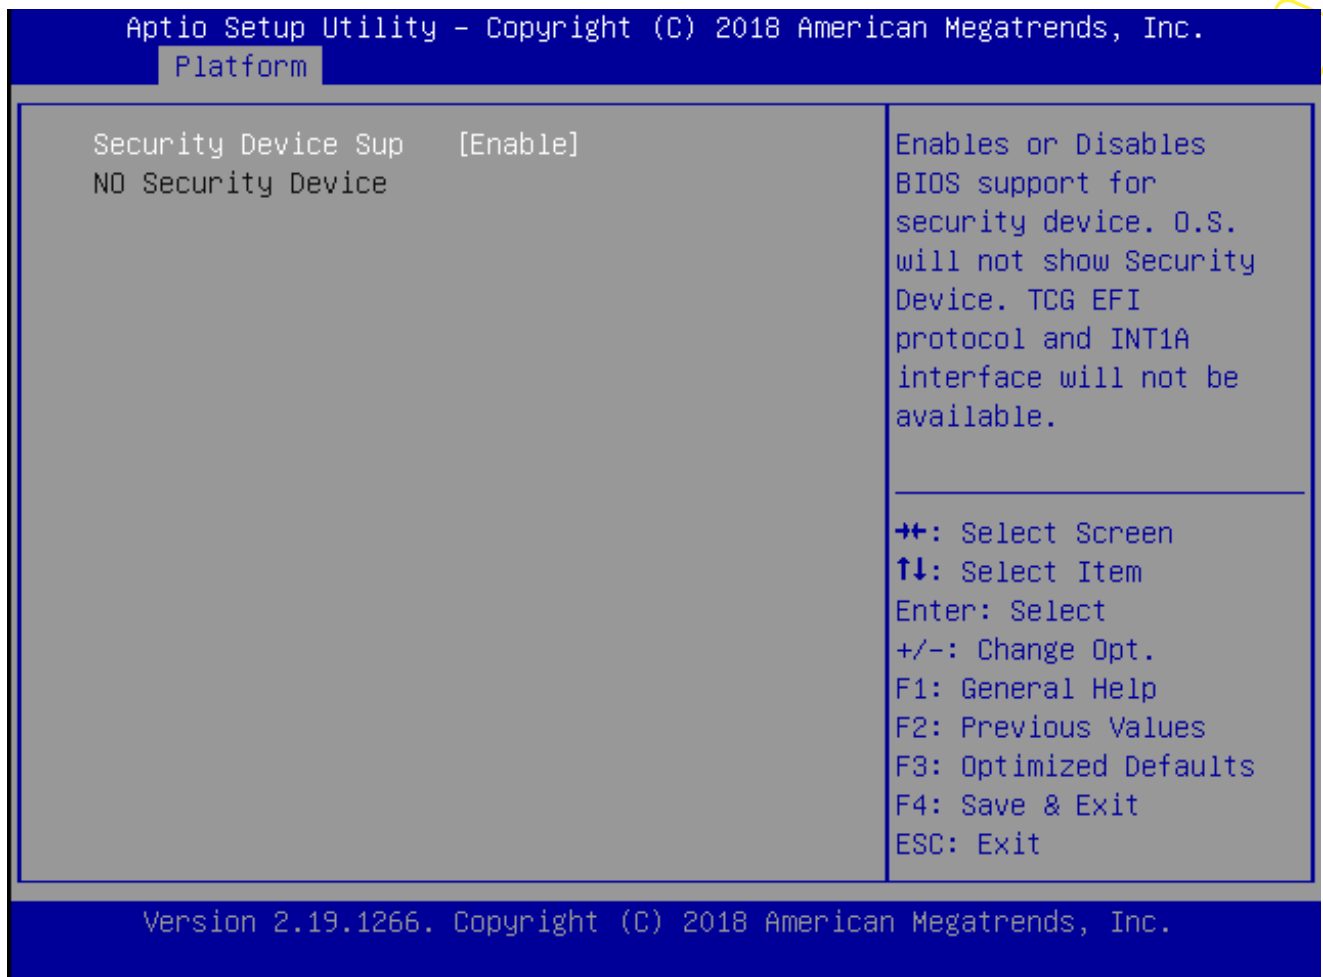 Aptio Setup Utility – Copyright (C) 2018 American Megatrends, Inc.
Platform
Security Device Sup [Enable]
NO Security Device
Enables or Disables
BIOS support for
security device. O.S.
will not show Security
Device. TCG EFI
protocol and INT1A
interface will not be
available.
→←: Select Screen
↑↓: Select Item
Enter: Select
+/-: Change Opt.
F1: General Help
F2: Previous Values
F3: Optimized Defaults
F4: Save & Exit
ESC: Exit
Version 2.19.1266. Copyright (C) 2018 American Megatrends, Inc.